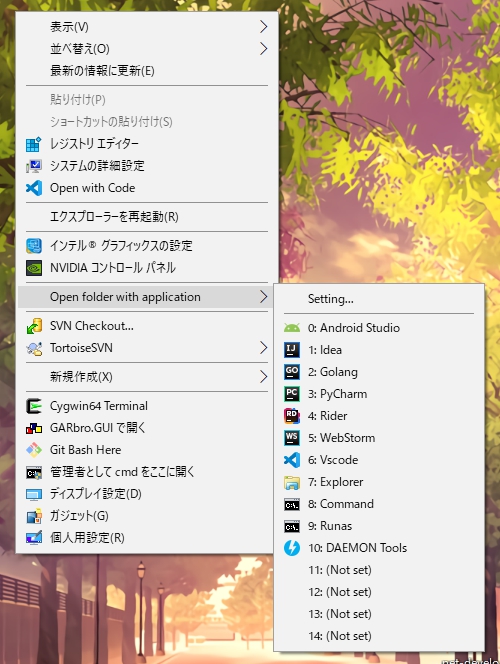 表示(V)
並べ替え(O)
最新の情報に更新(E)
貼り付け(P)
ショートカットの貼り付け(S)
レジストリ エディター
システムの詳細設定
Open with Code
エクスプローラーを再起動(R)
インテル® グラフィックスの設定
NVIDIA コントロール パネル
Open folder with application
SVN Checkout...
TortoiseSVN
新規作成(X)
Cygwin64 Terminal
GARbro.GUI で開く
Git Bash Here
管理者として cmd をここに開く
ディスプレイ設定(D)
ガジェット(G)
個人用設定(R)
Setting...
0: Android Studio
1: Idea
2: Golang
3: PyCharm
4: Rider
5: WebStorm
6: Vscode
7: Explorer
8: Command
9: Runas
10: DAEMON Tools
11: (Not set)
12: (Not set)
13: (Not set)
14: (Not set)